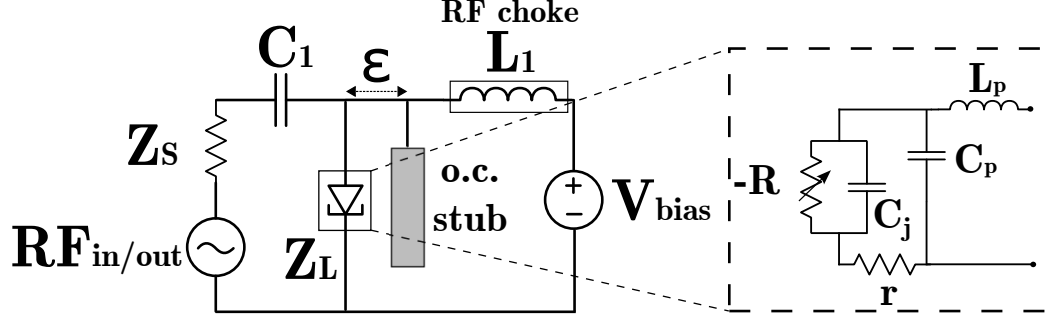 RF choke
C1
ε
L1
ZS
o.c.
stub
+
−
Vbias
RFin/out
ZL
Lp
-R
Cj
Cp
r